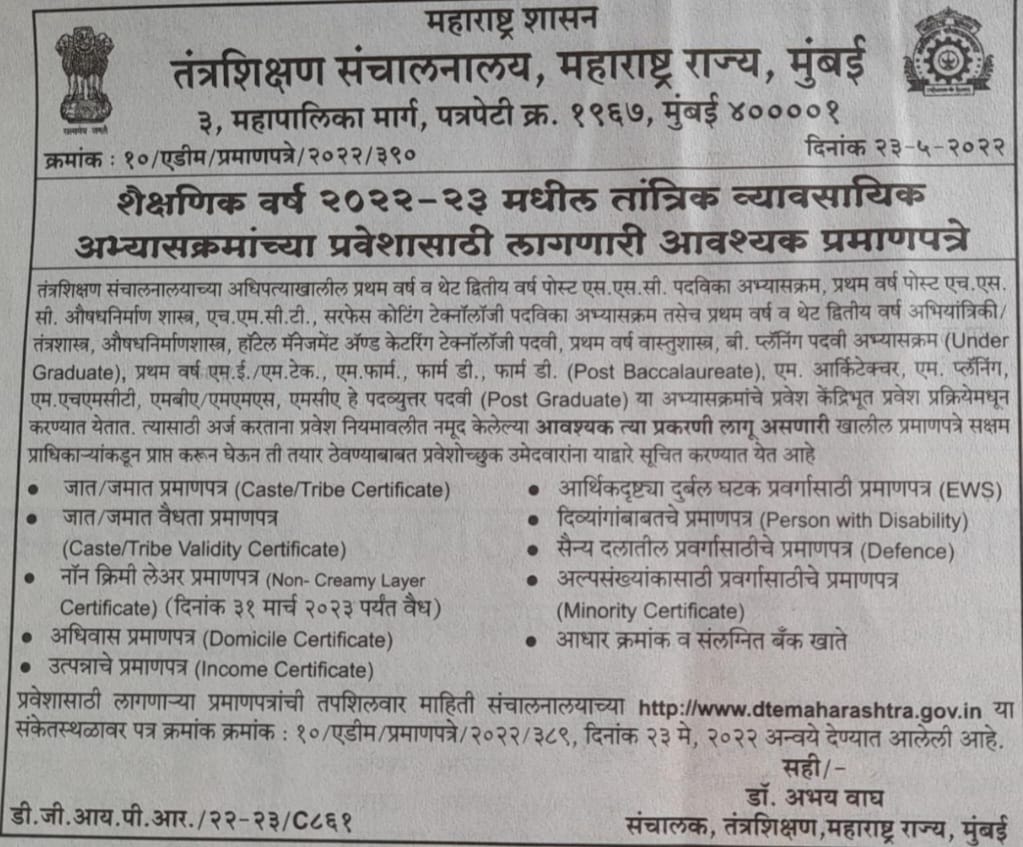 महाराष्ट्र शासन
तंत्रशिक्षण संचालनालय, महाराष्ट्र राज्य, मुंबई
३, महापालिका मार्ग, पत्रपेटी क्र. १९६७, मुंबई ४००००१
सत्यमेव जयते
क्रमांक : १०/एडीम/प्रमाणपत्रे/२०२२/३९०
दिनांक २३-५-२०२२
शैक्षणिक वर्ष २०२२-२३ मधील तांत्रिक व्यावसायिक
अभ्यासक्रमांच्या प्रवेशासाठी लागणारी आवश्यक प्रमाणपत्रे
तंत्रशिक्षण संचालनालयाच्या अधिपत्याखालील प्रथम वर्ष व थेट द्वितीय वर्ष पोस्ट एस.एस.सी. पदविका अभ्यासक्रम, प्रथम वर्ष पोस्ट एच.एस.
सी. औषधनिर्माण शास्त्र, एच.एम.सी.टी., सरफेस कोटिंग टेक्नॉलॉजी पदविका अभ्यासक्रम तसेच प्रथम वर्ष व थेट द्वितीय वर्ष अभियांत्रिकी/
तंत्रशास्त्र, औषधनिर्माणशास्त्र, हॉटेल मॅनेजमेंट ॲण्ड केटरिंग टेक्नॉलॉजी पदवी, प्रथम वर्ष वास्तुशास्त्र, बी. प्लॅनिंग पदवी अभ्यासक्रम (Under
Graduate), प्रथम वर्ष एम.ई./एम.टेक., एम.फार्म., फार्म डी., फार्म डी. (Post Baccalaureate), एम. आर्किटेक्चर, एम. प्लॅनिंग,
एम.एचएमसीटी, एमबीए/एमएमएस, एमसीए हे पदव्युत्तर पदवी (Post Graduate) या अभ्यासक्रमांचे प्रवेश केंद्रिभूत प्रवेश प्रक्रियेमधून
करण्यात येतात. त्यासाठी अर्ज करताना प्रवेश नियमावलीत नमूद केलेल्या आवश्यक त्या प्रकरणी लागू असणारी खालील प्रमाणपत्रे सक्षम
प्राधिकाऱ्यांकडून प्राप्त करून घेऊन ती तयार ठेवण्याबाबत प्रवेशोच्छुक उमेदवारांना याद्वारे सूचित करण्यात येत आहे
• जात/जमात प्रमाणपत्र (Caste/Tribe Certificate)
• जात/जमात वैधता प्रमाणपत्र
(Caste/Tribe Validity Certificate)
• नॉन क्रिमी लेअर प्रमाणपत्र (Non- Creamy Layer
Certificate) (दिनांक ३१ मार्च २०२३ पर्यंत वैध)
• अधिवास प्रमाणपत्र (Domicile Certificate)
• उत्पन्नाचे प्रमाणपत्र (Income Certificate)
• आर्थिकदृष्ट्या दुर्बल घटक प्रवर्गासाठी प्रमाणपत्र (EWS)
• दिव्यांगांबाबतचे प्रमाणपत्र (Person with Disability)
• सैन्य दलातील प्रवर्गासाठीचे प्रमाणपत्र (Defence)
• अल्पसंख्यांकासाठी प्रवर्गासाठीचे प्रमाणपत्र
(Minority Certificate)
• आधार क्रमांक व संलग्नित बँक खाते
प्रवेशासाठी लागणाऱ्या प्रमाणपत्रांची तपशिलवार माहिती संचालनालयाच्या http://www.dtemaharashtra.gov.in या
संकेतस्थळावर पत्र क्रमांक क्रमांक : १०/एडीम/प्रमाणपत्रे/२०२२/३८९, दिनांक २३ मे, २०२२ अन्वये देण्यात आलेली आहे.
सही/-
डॉ. अभय वाघ
संचालक, तंत्रशिक्षण,महाराष्ट्र राज्य, मुंबई
डी.जी.आय.पी.आर./२२-२३/C८६१